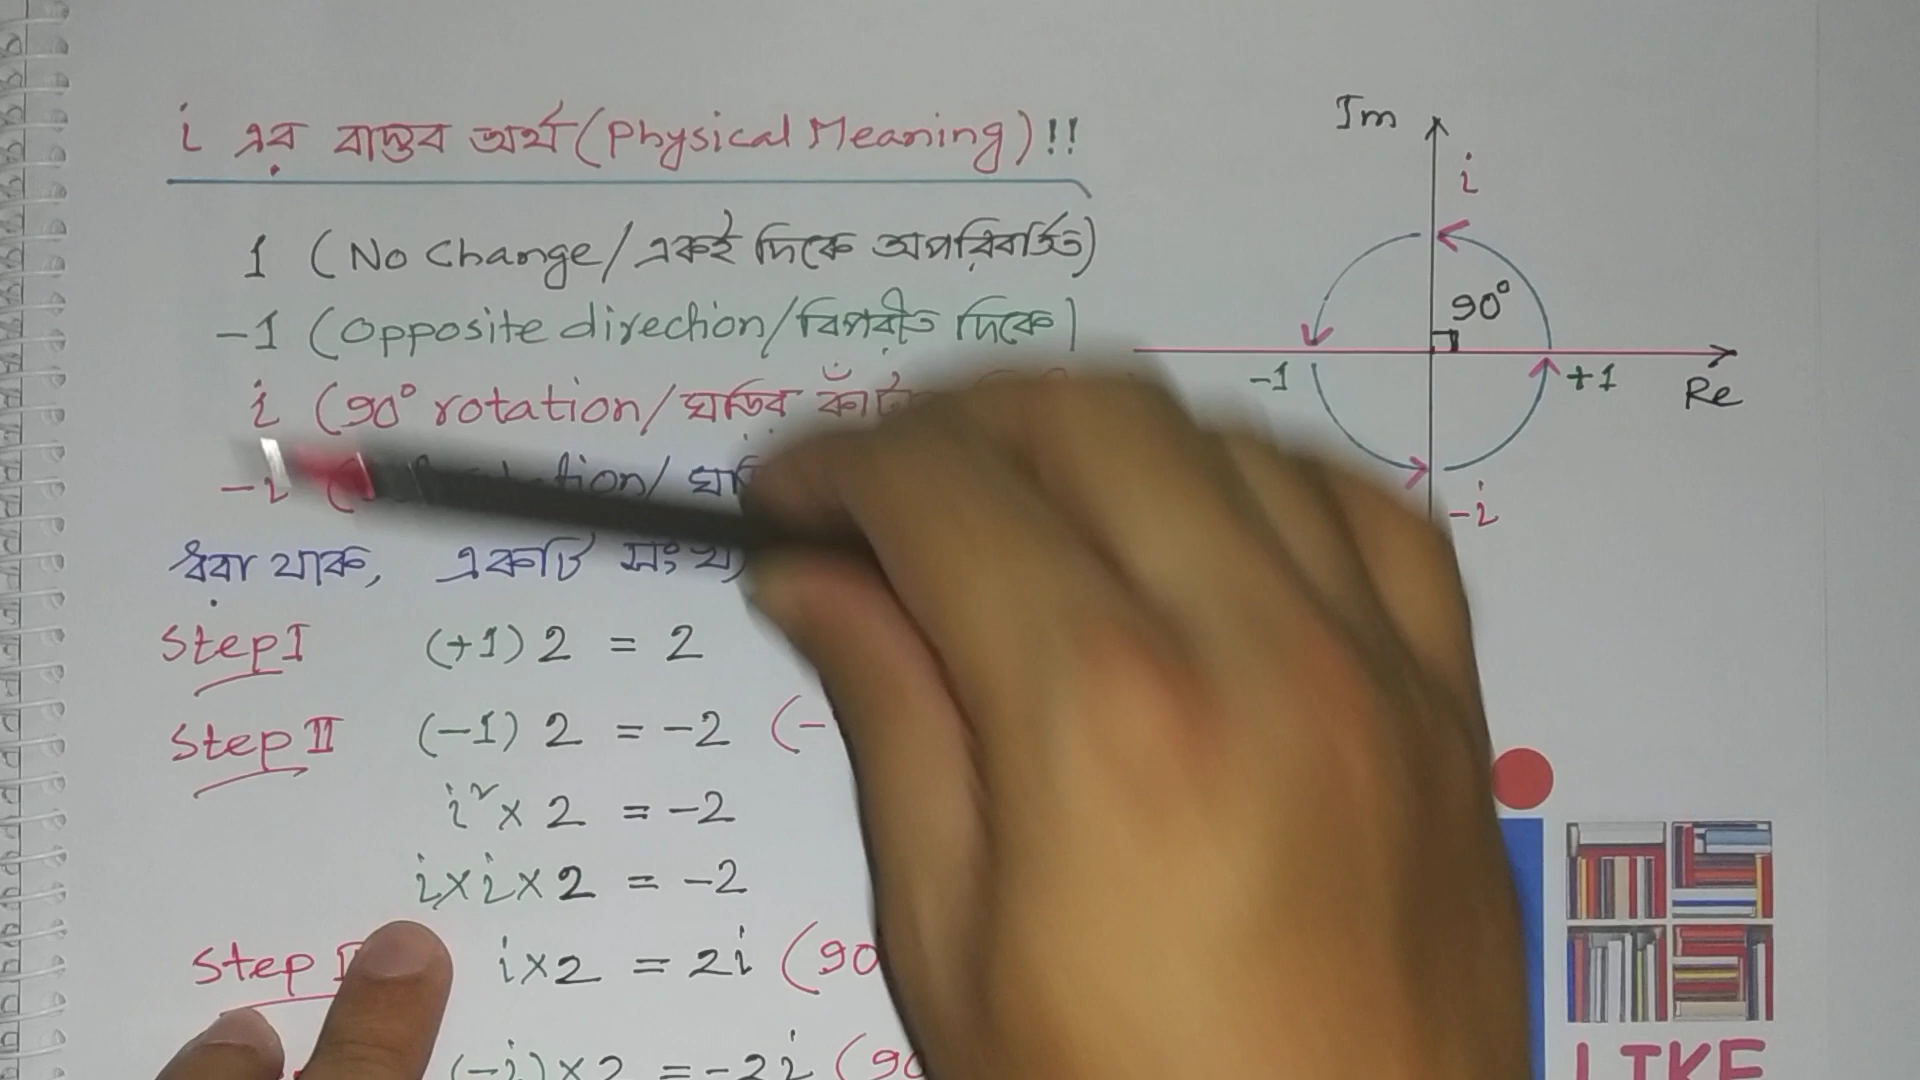 i এর বাস্তব অর্থ (Physical Meaning)!!
1 (No Change/একই দিকে অপরিবর্তিত)
-1 (Opposite direction/বিপরীত দিকে)
i (90° rotation/ঘড়ির
-i
ধরা যাক, একটি
Step I (+1) 2 = 2
Step II (-1) 2 = -2 (-
i² × 2 = -2
i × i × 2 = -2
Step i × 2 = 2i (90
(-i) × 2 = -2i (90
Im
i
90°
-1
+1
Re
-i
LIKE